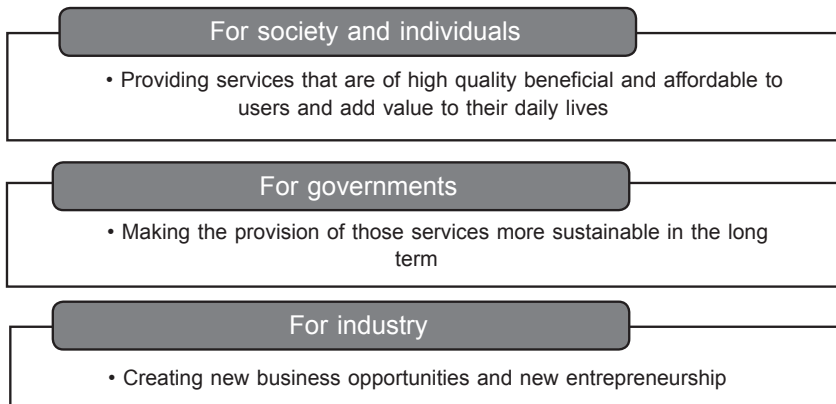 For society and individuals
• Providing services that are of high quality beneficial and affordable to
users and add value to their daily lives
For governments
• Making the provision of those services more sustainable in the long
term
For industry
• Creating new business opportunities and new entrepreneurship